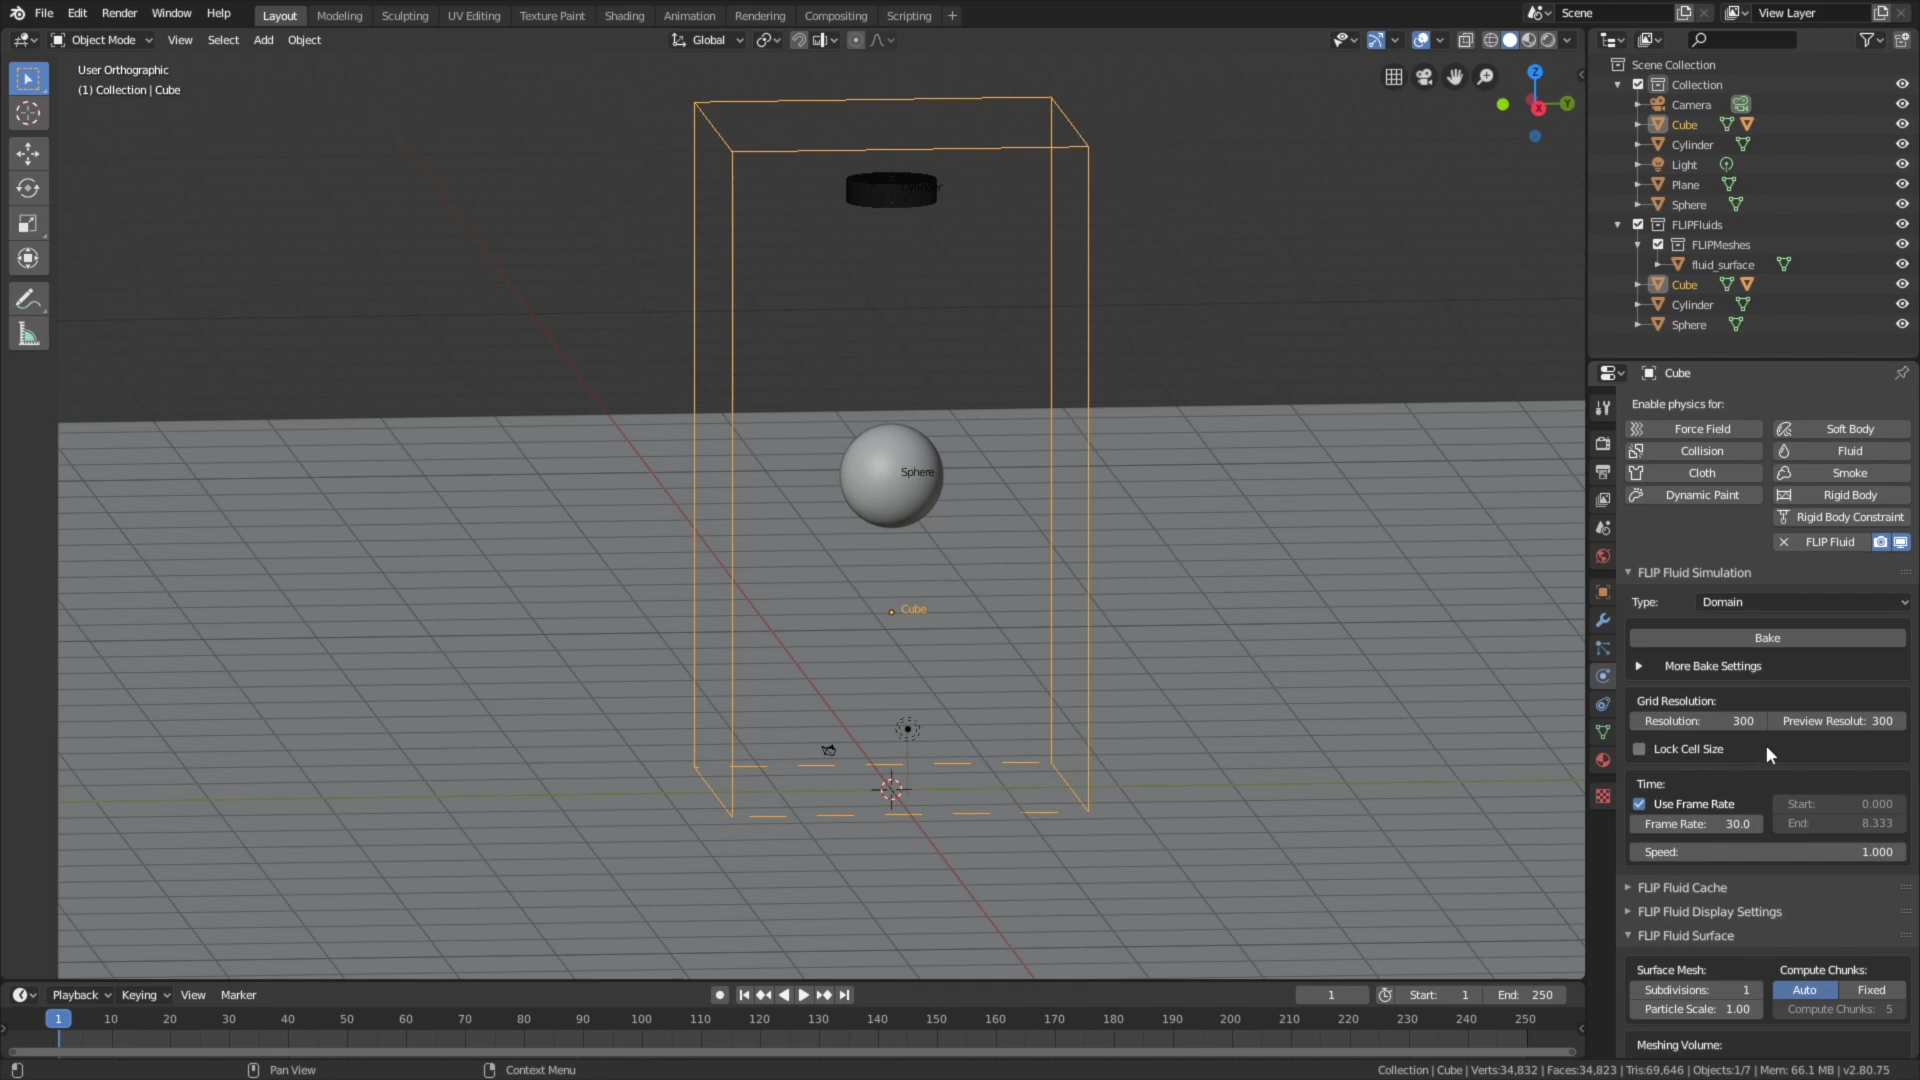 File Edit Render Window Help Layout Modeling Sculpting UV Editing Texture Paint Shading Animation Rendering Compositing Scripting + Scene View Layer
Object Mode View Select Add Object Global
User Orthographic
(1) Collection | Cube
Z
X
Y
Cylinder
Sphere
Cube
Scene Collection
Collection
Camera
Cube
Cylinder
Light
Plane
Sphere
FLIPFluids
FLIPMeshes
fluid_surface
Cube
Cylinder
Sphere
Cube
Enable physics for:
Force Field Soft Body
Collision Fluid
Cloth Smoke
Dynamic Paint Rigid Body
Rigid Body Constraint
FLIP Fluid
FLIP Fluid Simulation
Type: Domain
Bake
More Bake Settings
Grid Resolution:
Resolution: 300 Preview Resolut: 300
Lock Cell Size
Time:
Use Frame Rate Start: 0.000
Frame Rate: 30.0 End: 8.333
Speed: 1.000
FLIP Fluid Cache
FLIP Fluid Display Settings
FLIP Fluid Surface
Surface Mesh: Compute Chunks:
Subdivisions: 1 Auto Fixed
Particle Scale: 1.00 Compute Chunks: 5
Meshing Volume:
Playback Keying View Marker 1 Start: 1 End: 250
1 10 20 30 40 50 60 70 80 90 100 110 120 130 140 150 160 170 180 190 200 210 220 230 240 250
Pan View Context Menu Collection | Cube | Verts:34,832 | Faces:34,823 | Tris:69,646 | Objects:1/7 | Mem: 66.1 MB | v2.80.75